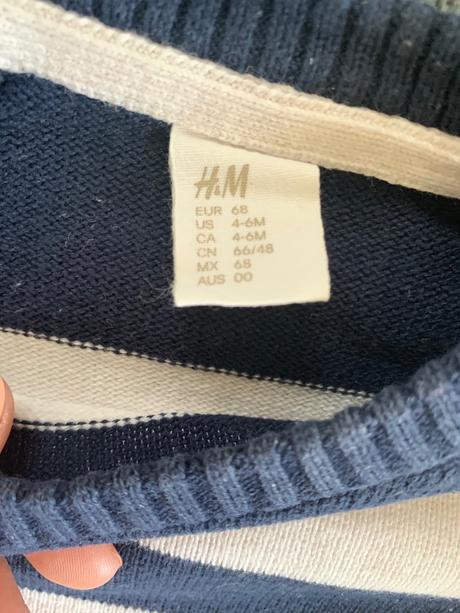 H&M
EUR 68
US 4-6M
CA 4-6M
CN 66/48
MX 68
AUS 00